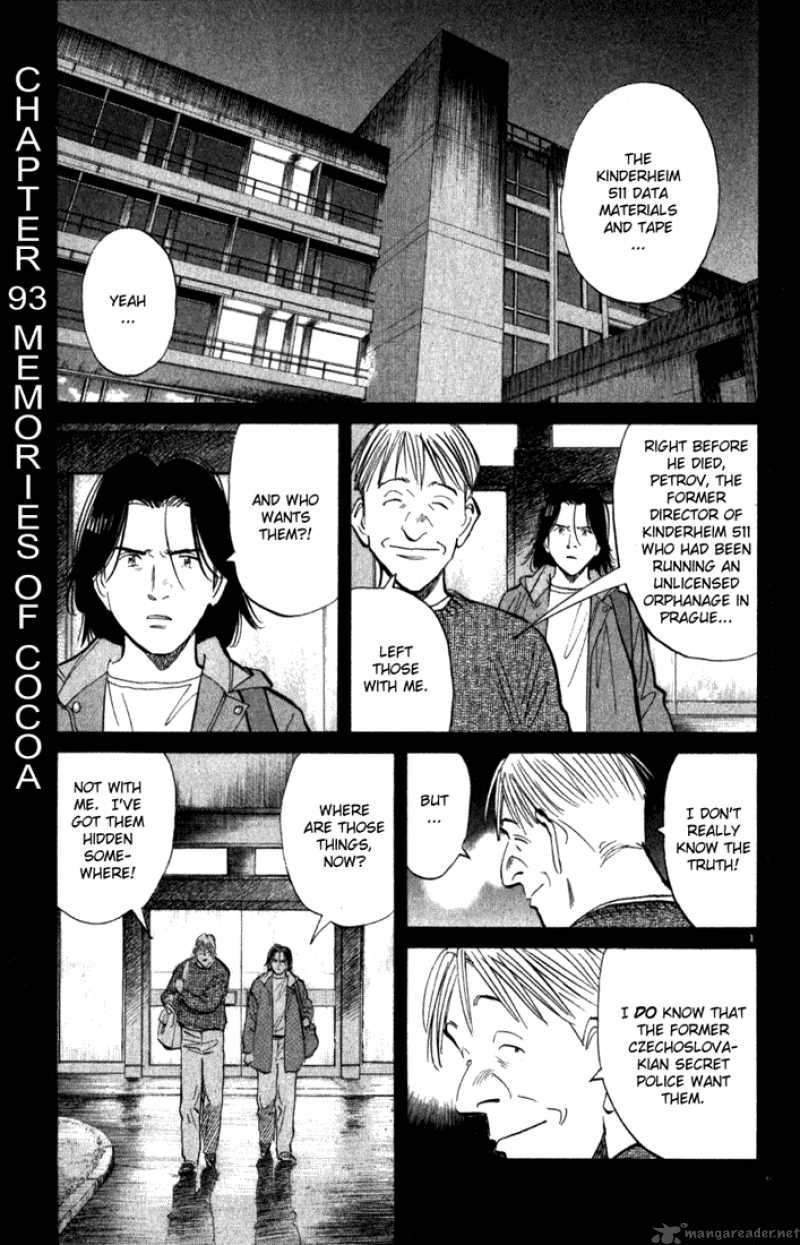 CHAPTER 93 MEMORIES OF COCOA
THE
KINDERHEIM
511 DATA
MATERIALS
AND TAPE
...
YEAH
...
RIGHT BEFORE
HE DIED,
PETROV, THE
FORMER
DIRECTOR OF
KINDERHEIM 511
WHO HAD BEEN
RUNNING AN
UNLICENSED
ORPHANAGE IN
PRAGUE...
LEFT
THOSE
WITH ME.
AND WHO
WANTS
THEM?!
I DON'T
REALLY
KNOW THE
TRUTH!
BUT
...
1
I DO KNOW THAT
THE FORMER
CZECHOSLOVA-
KIAN SECRET
POLICE WANT
THEM.
WHERE
ARE THOSE
THINGS,
NOW?
NOT WITH
ME. I'VE
GOT THEM
HIDDEN
SOME-
WHERE!
mangareader.net